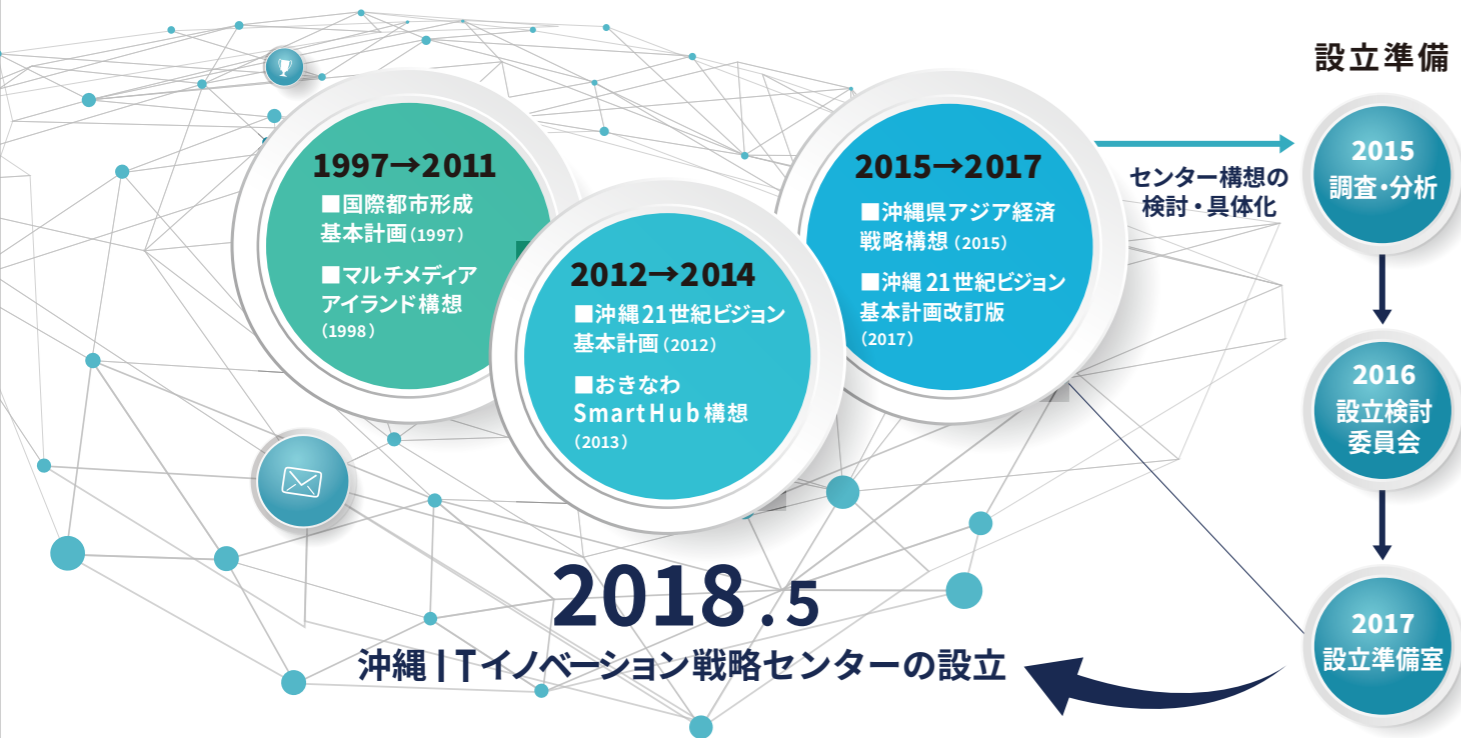 1997→2011
■国際都市形成
基本計画(1997)
■マルチメディア
アイランド構想
(1998)
2012→2014
■沖縄21世紀ビジョン
基本計画(2012)
■おきなわ
SmartHub構想
(2013)
2015→2017
■沖縄県アジア経済
戦略構想(2015)
■沖縄21世紀ビジョン
基本計画改訂版
(2017)
センター構想の
検討・具体化
設立準備
2015
調査・分析
2016
設立検討
委員会
2017
設立準備室
2018.5
沖縄ITイノベーション戦略センターの設立